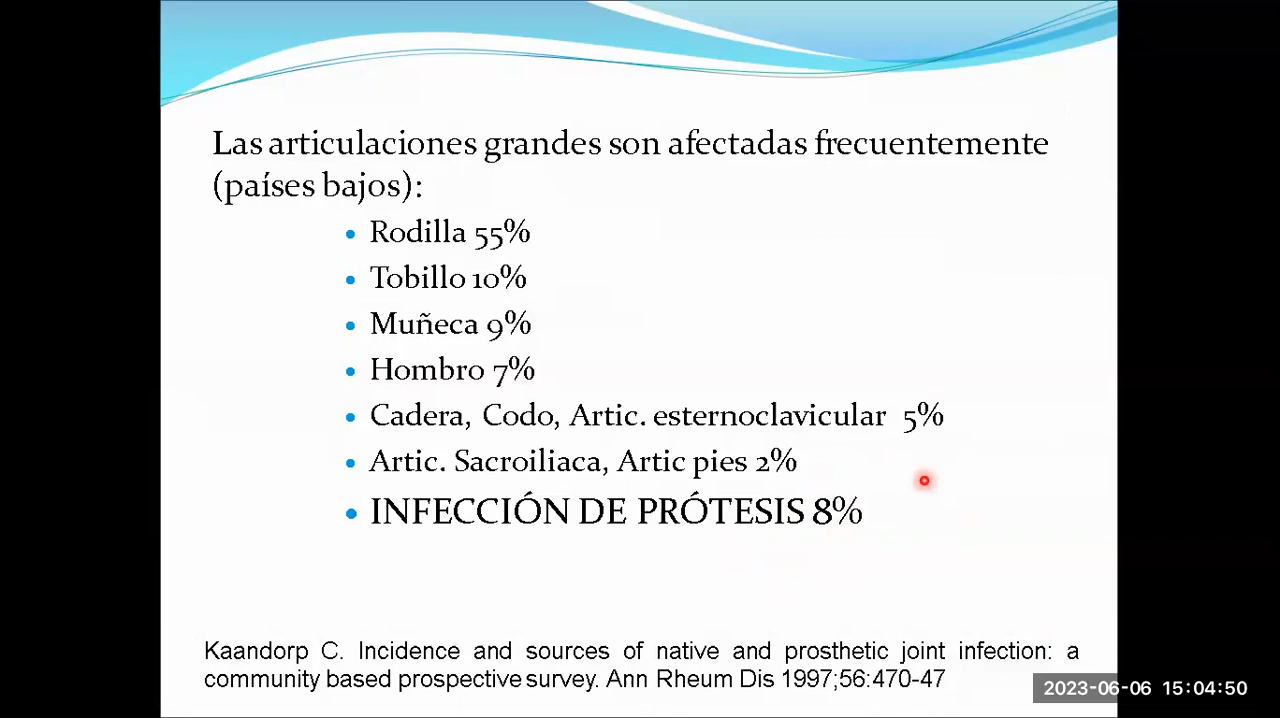 Las articulaciones grandes son afectadas frecuentemente
(países bajos):
• Rodilla 55%
• Tobillo 10%
• Muñeca 9%
• Hombro 7%
• Cadera, Codo, Artic. esternoclavicular 5%
• Artic. Sacroiliaca, Artic pies 2%
• INFECCIÓN DE PRÓTESIS 8%
Kaandorp C. Incidence and sources of native and prosthetic joint infection: a
community based prospective survey. Ann Rheum Dis 1997;56:470-47
2023-06-06 15:04:50